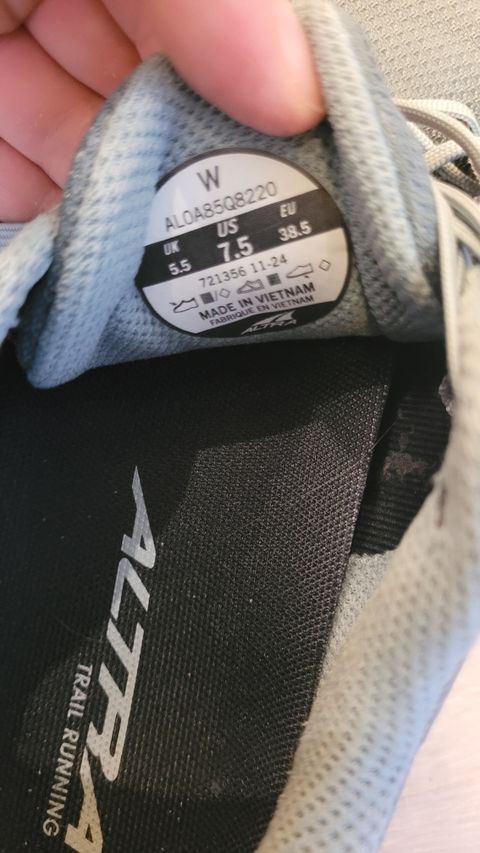 W
AL0A85Q8220
UK US EU
5.5 7.5 38.5
721356 11-24
MADE IN VIETNAM
FABRIQUE EN VIETNAM
ALTRA
ALTRA
TRAIL RUNNING